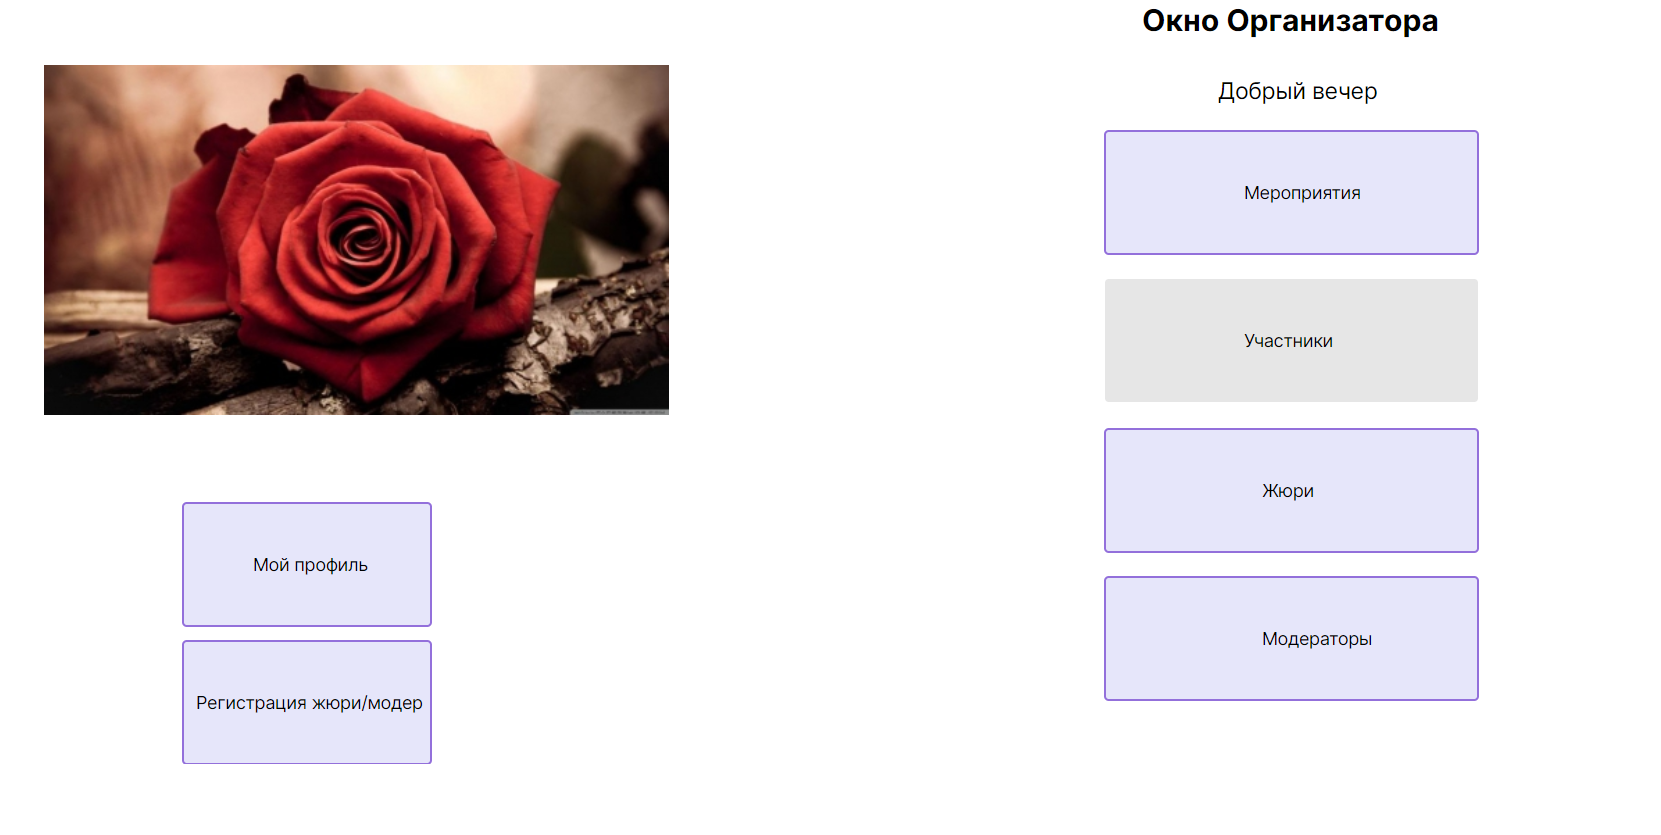 Окно Организатора
Добрый вечер
Мероприятия
Участники
Жюри
Модераторы
Мой профиль
Регистрация жюри/модер